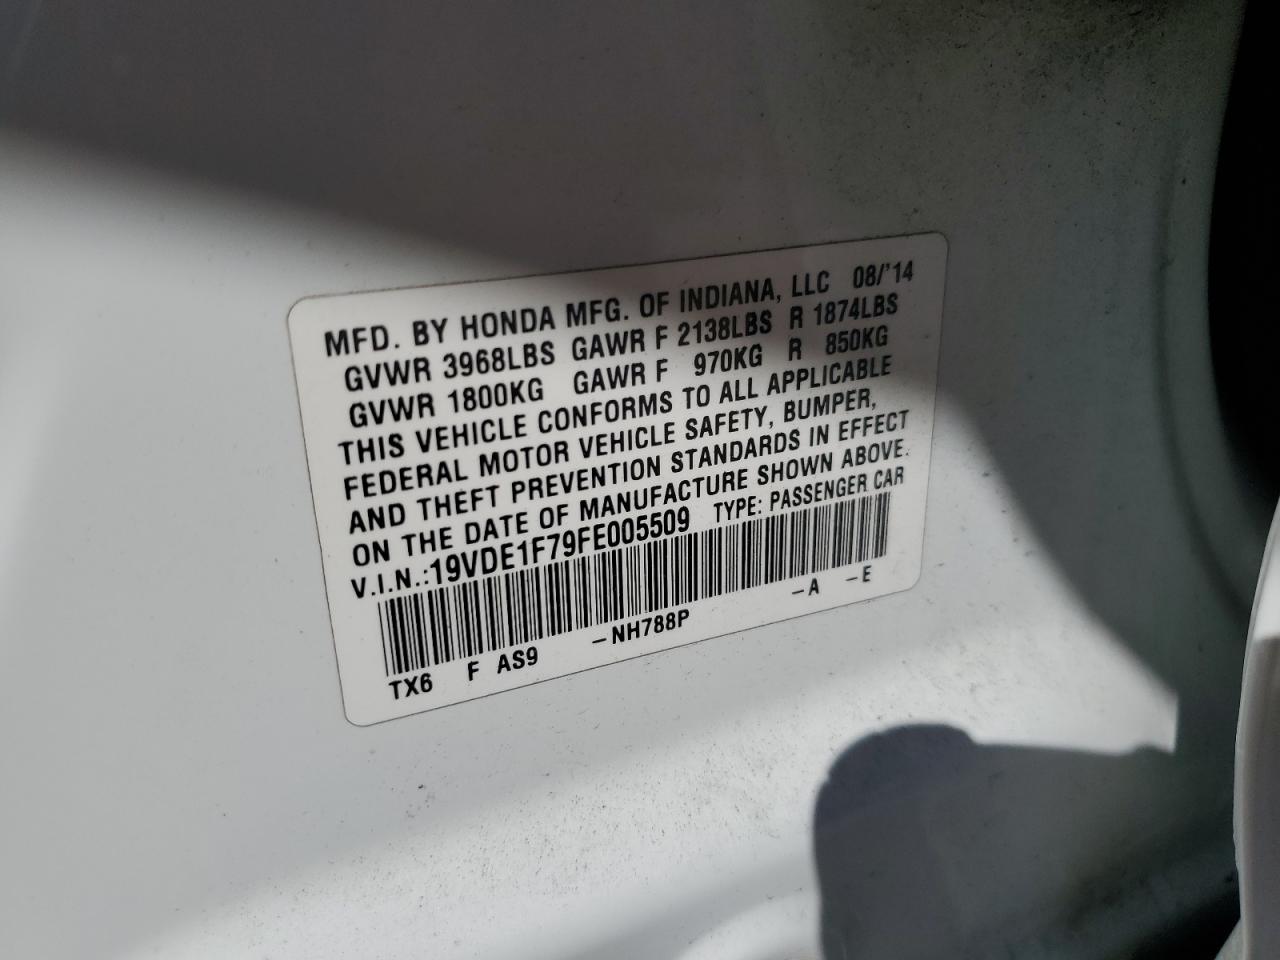 MFD. BY HONDA MFG. OF INDIANA, LLC 08/'14
GVWR 3968LBS GAWR F 2138LBS R 1874LBS
GVWR 1800KG GAWR F 970KG R 850KG
THIS VEHICLE CONFORMS TO ALL APPLICABLE
FEDERAL MOTOR VEHICLE SAFETY, BUMPER,
AND THEFT PREVENTION STANDARDS IN EFFECT
ON THE DATE OF MANUFACTURE SHOWN ABOVE.
V.I.N.:19VDE1F79FE005509 TYPE: PASSENGER CAR
TX6 F AS9 -NH788P -A -E